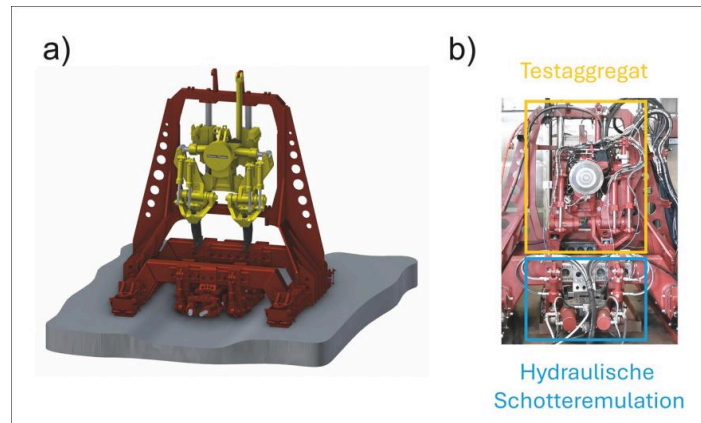 a)
b)
Testaggregat
Hydraulische
Schotteremulation